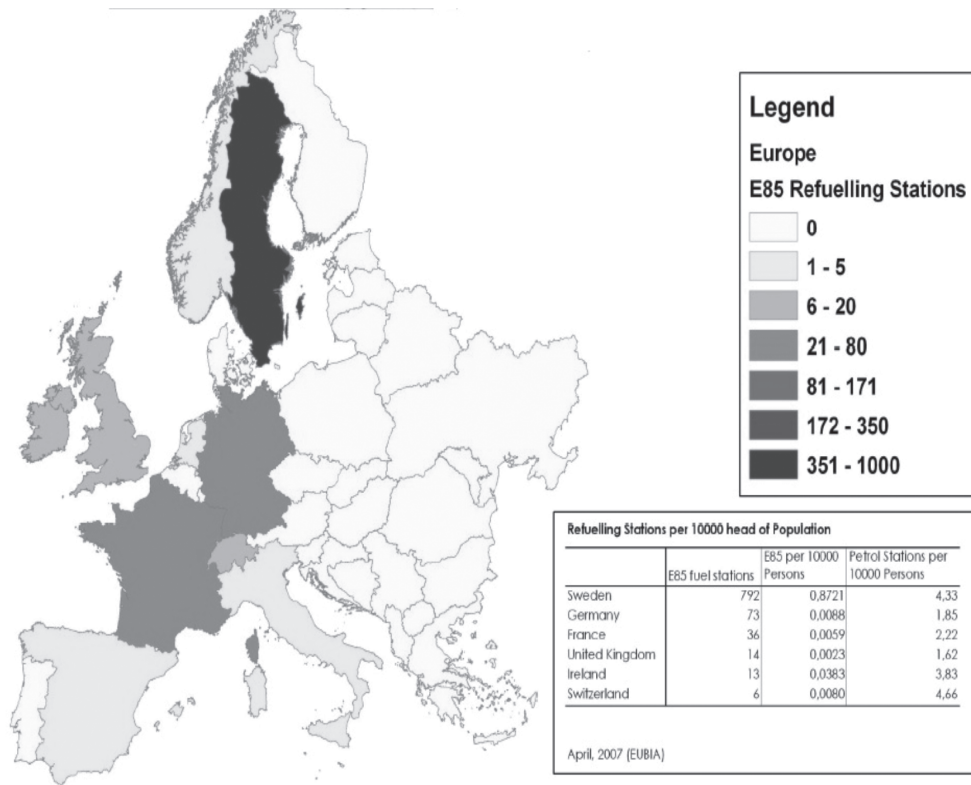 Legend
Europe
E85 Refuelling Stations
0
1 - 5
6 - 20
21 - 80
81 - 171
172 - 350
351 - 1000
Refuelling Stations per 10000 head of Population
E85 fuel stations E85 per 10000 Persons Petrol Stations per 10000 Persons
Sweden 792 0,8721 4,33
Germany 73 0,0088 1,85
France 36 0,0059 2,22
United Kingdom 14 0,0023 1,62
Ireland 13 0,0383 3,83
Switzerland 6 0,0080 4,66
April, 2007 (EUBIA)